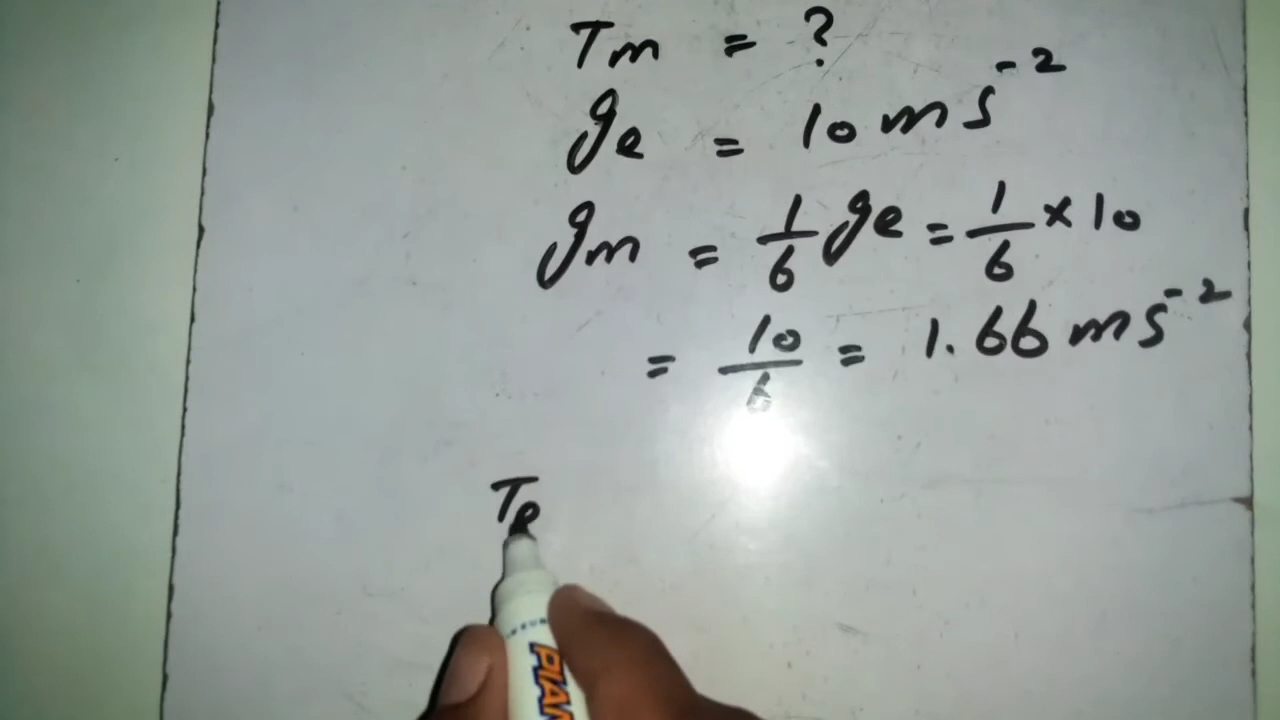 Tm = ?
ge = 10 ms⁻²
gm = 1/6 ge = 1/6 × 10
= 10/6 = 1.66 ms⁻²
Te
PIAN